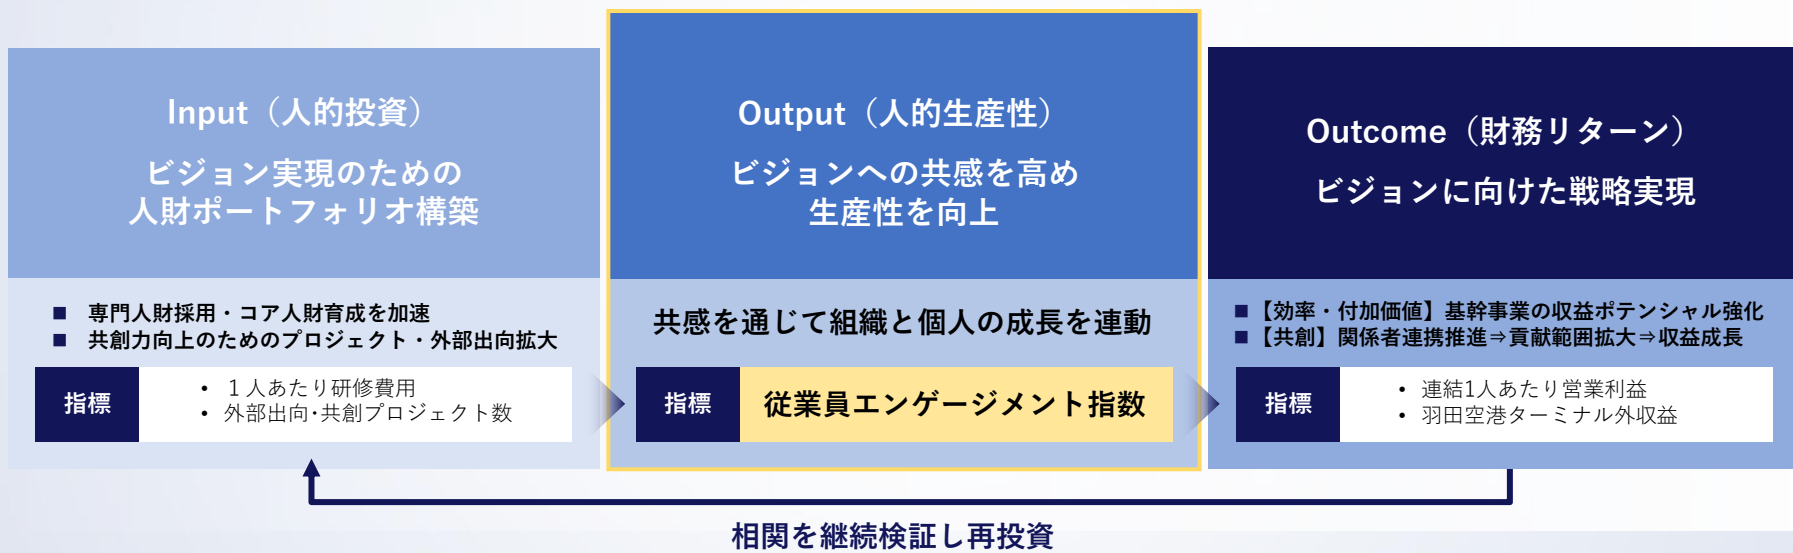 Input（人的投資）
ビジョン実現のための
人財ポートフォリオ構築
■ 専門人財採用・コア人財育成を加速
■ 共創力向上のためのプロジェクト・外部出向拡大
指標
• １人あたり研修費用
• 外部出向･共創プロジェクト数
Output（人的生産性）
ビジョンへの共感を高め
生産性を向上
共感を通じて組織と個人の成長を連動
指標
従業員エンゲージメント指数
Outcome（財務リターン）
ビジョンに向けた戦略実現
■【効率・付加価値】基幹事業の収益ポテンシャル強化
■【共創】関係者連携推進⇒貢献範囲拡大⇒収益成長
指標
• 連結1人あたり営業利益
• 羽田空港ターミナル外収益
相関を継続検証し再投資